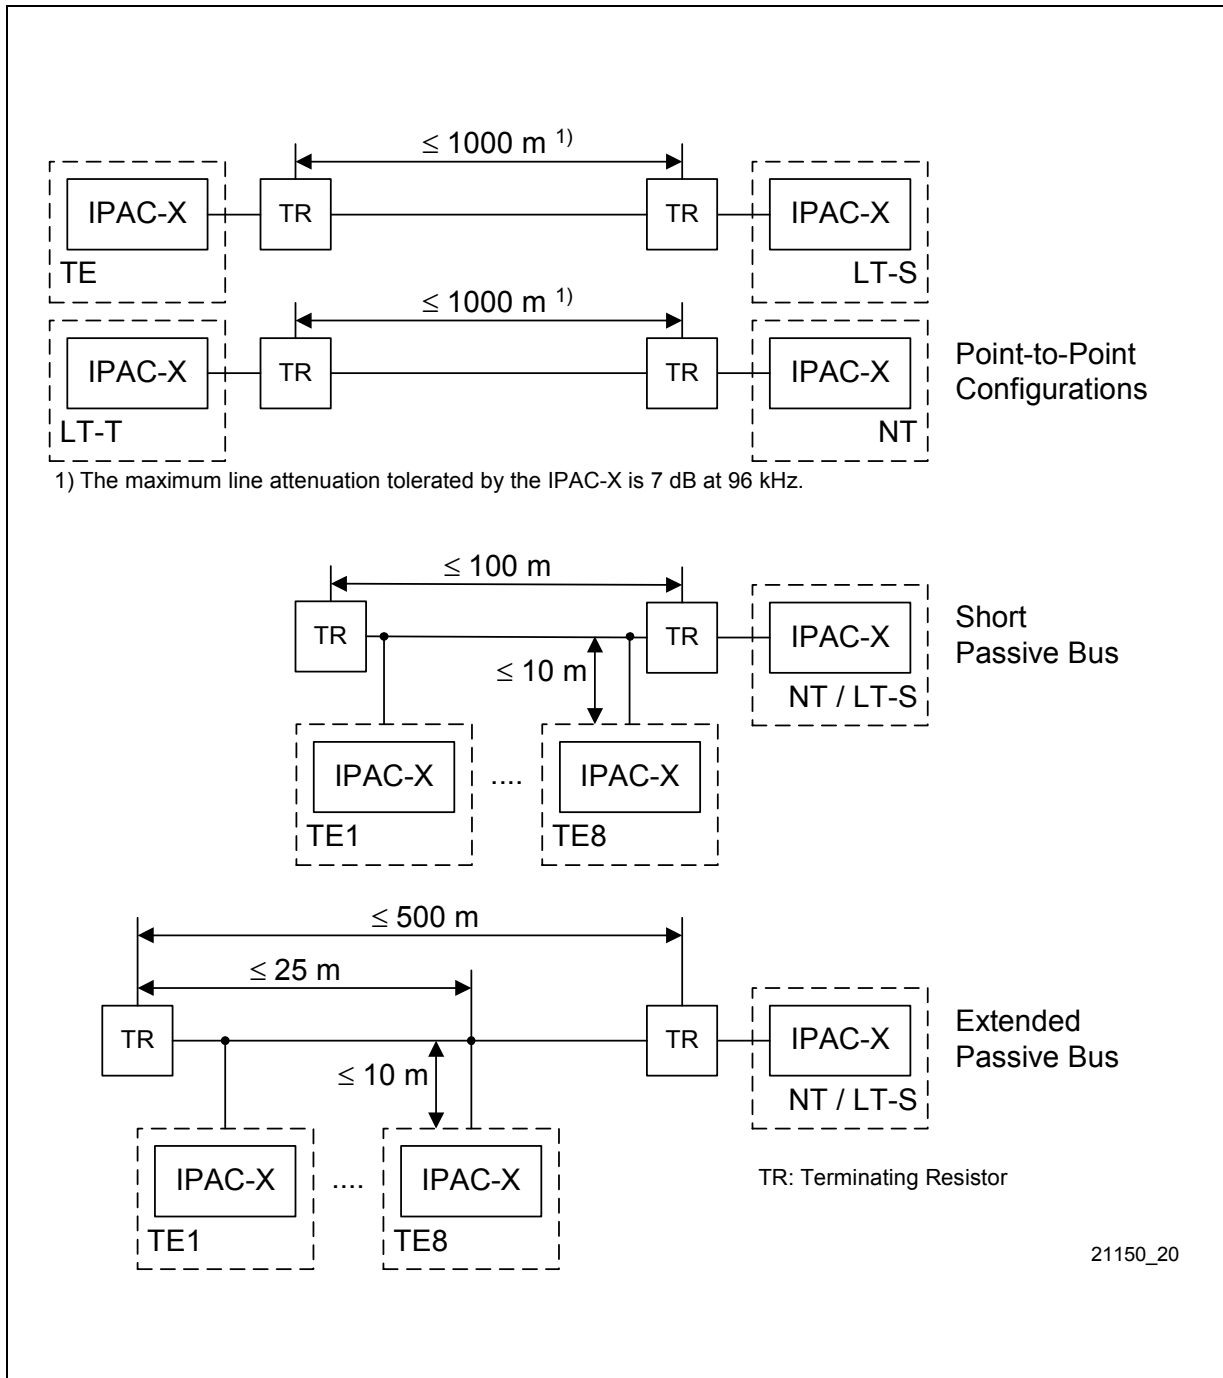 ≤ 1000 m 1)
IPAC-X TR TR IPAC-X
TE LT-S
≤ 1000 m 1)
IPAC-X TR TR IPAC-X
LT-T NT
Point-to-Point
Configurations
1) The maximum line attenuation tolerated by the IPAC-X is 7 dB at 96 kHz.
≤ 100 m
TR TR IPAC-X
≤ 10 m
NT / LT-S
Short
Passive Bus
IPAC-X .... IPAC-X
TE1 TE8
≤ 500 m
≤ 25 m
TR TR IPAC-X
≤ 10 m
NT / LT-S
Extended
Passive Bus
IPAC-X .... IPAC-X
TE1 TE8
TR: Terminating Resistor
21150_20